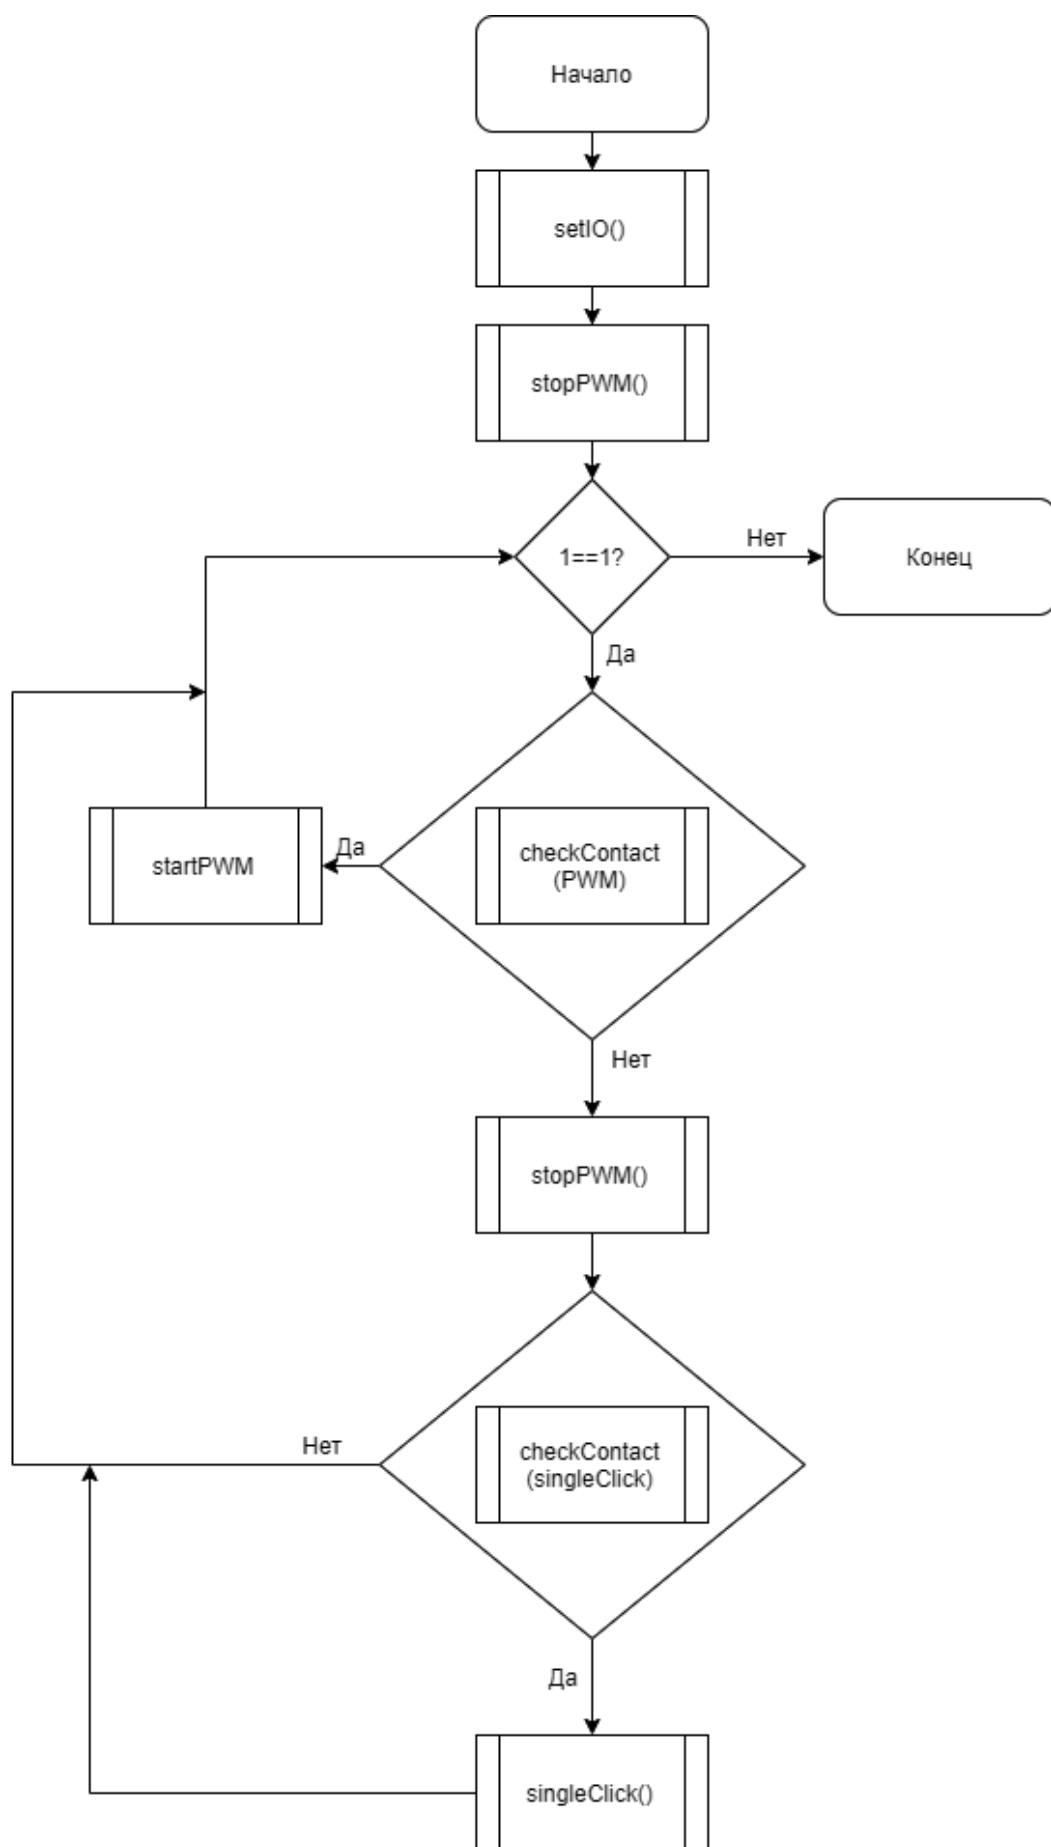 Начало
setIO()
stopPWM()
1==1?
Нет
Конец
Да
startPWM
Да
checkContact
(PWM)
Нет
stopPWM()
Нет
checkContact
(singleClick)
Да
singleClick()